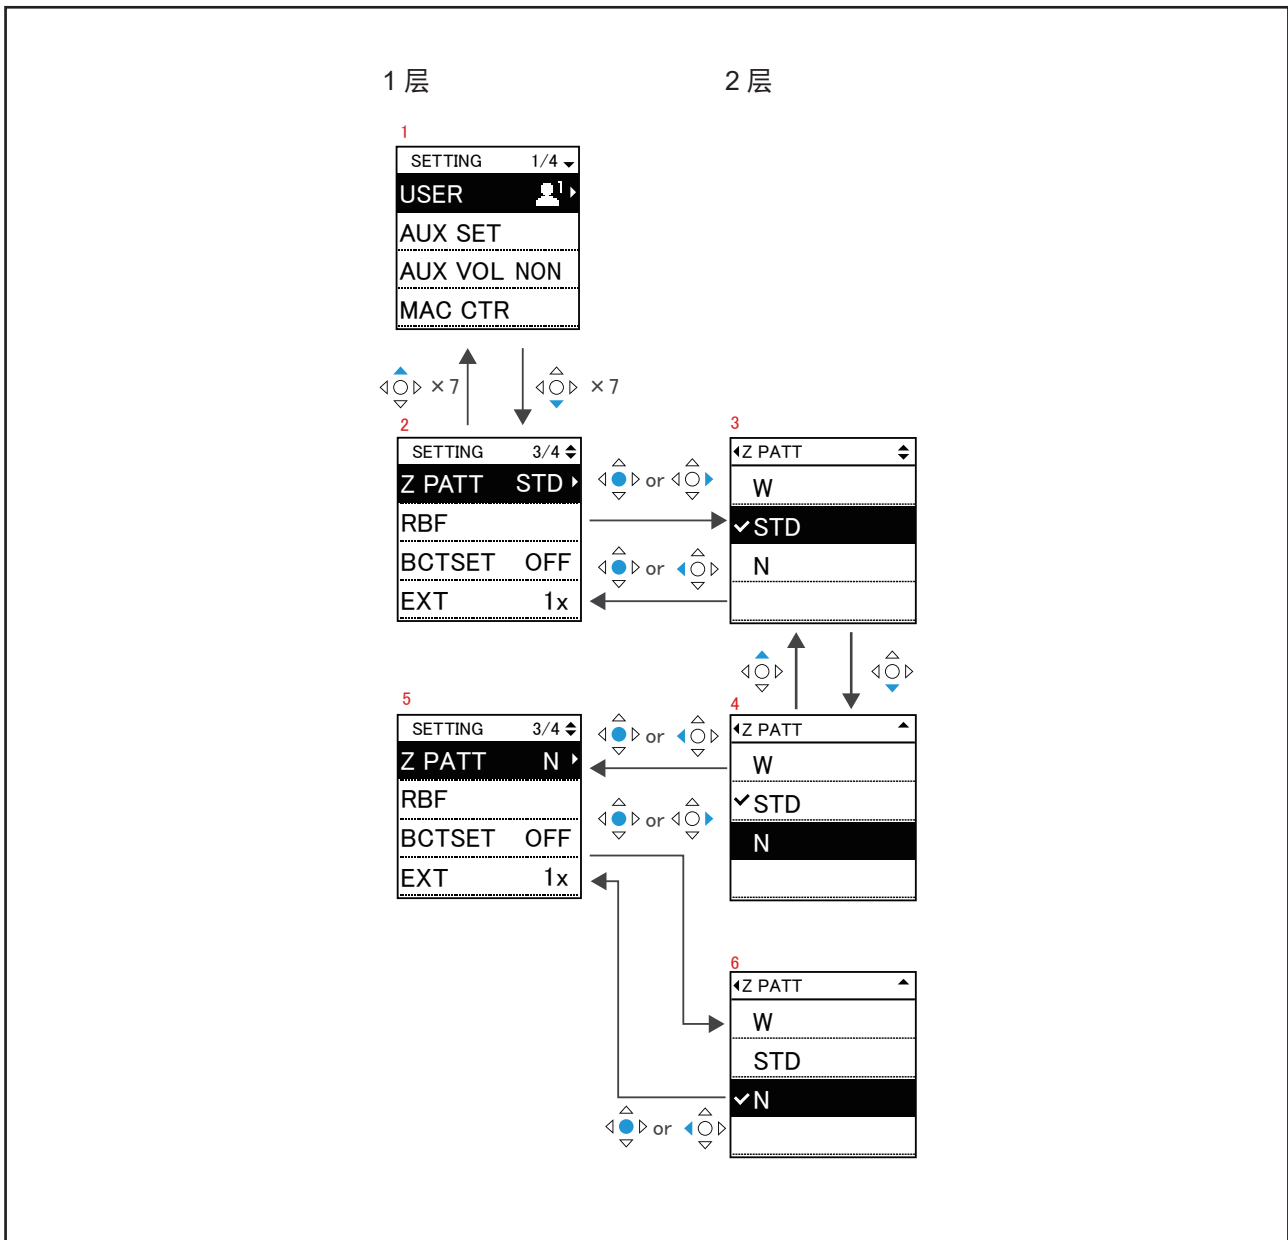 1 层
2 层
1
SETTING 1/4
USER 1
AUX SET
AUX VOL NON
MAC CTR
×7
×7
2
SETTING 3/4
Z PATT STD
RBF
BCTSET OFF
EXT 1x
or
or
3
Z PATT
W
STD
N
5
SETTING 3/4
Z PATT N
RBF
BCTSET OFF
EXT 1x
or
or
4
Z PATT
W
STD
N
6
Z PATT
W
STD
N
or